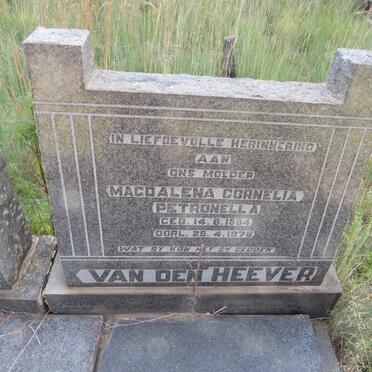 IN LIEFDEVOLLE HERINNERING
AAN
ONS MOEDER
MAGDALENA CORNELIA
PETRONELLA
GEB. 14. 6. 1894
OORL. 25. 4. 1978
WAT SY KON HET SY GEDOEN
VAN DEN HEEVER